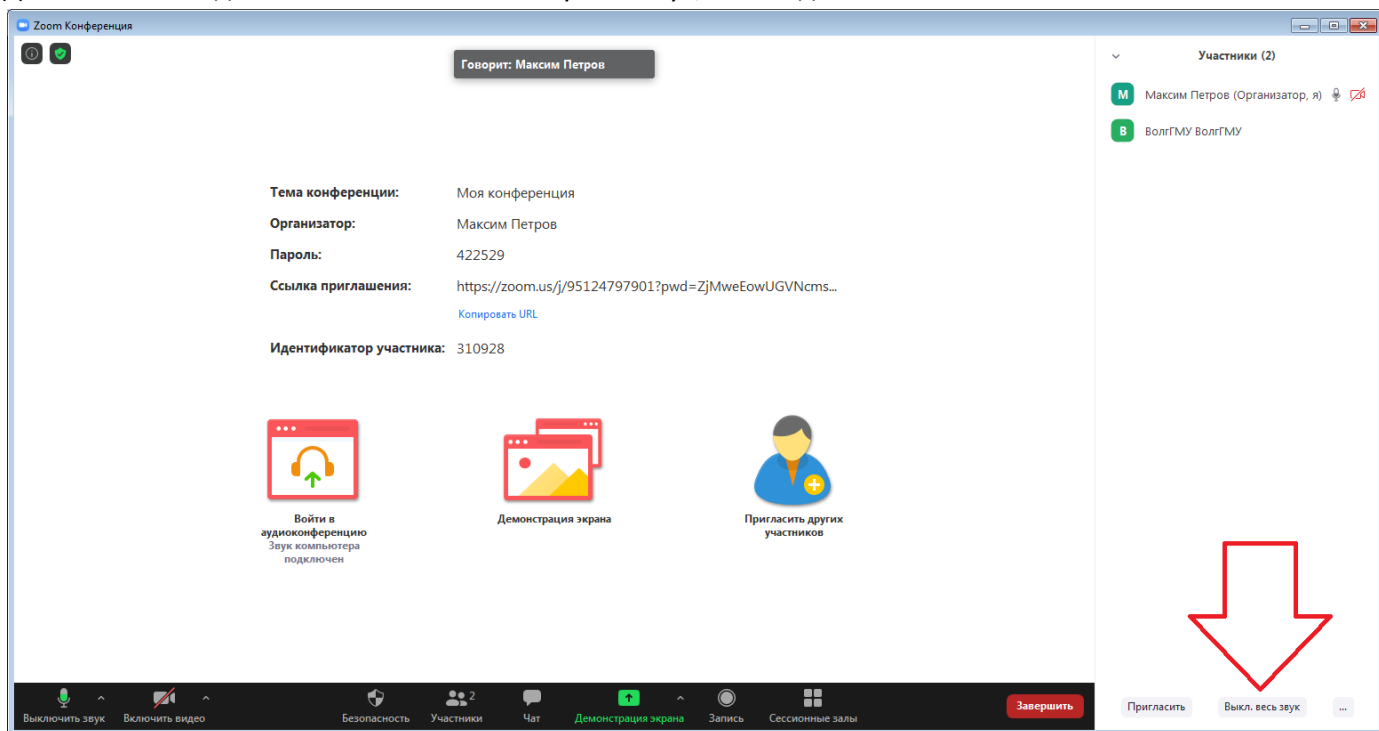 Zoom Конференция
Говорит: Максим Петров
Участники (2)
М Максим Петров (Организатор, я)
В ВолгГМУ ВолгГМУ
Тема конференции: Моя конференция
Организатор: Максим Петров
Пароль: 422529
Ссылка приглашения: https://zoom.us/j/95124797901?pwd=ZjMweEowUGVNcms...
Копировать URL
Идентификатор участника: 310928
Войти в
аудиоконференцию
Звук компьютера
подключен
Демонстрация экрана
Пригласить других
участников
2
Выключить звук Включить видео Безопасность Участники Чат Демонстрация экрана Запись Сессионные залы Завершить
Пригласить Выкл. весь звук ...